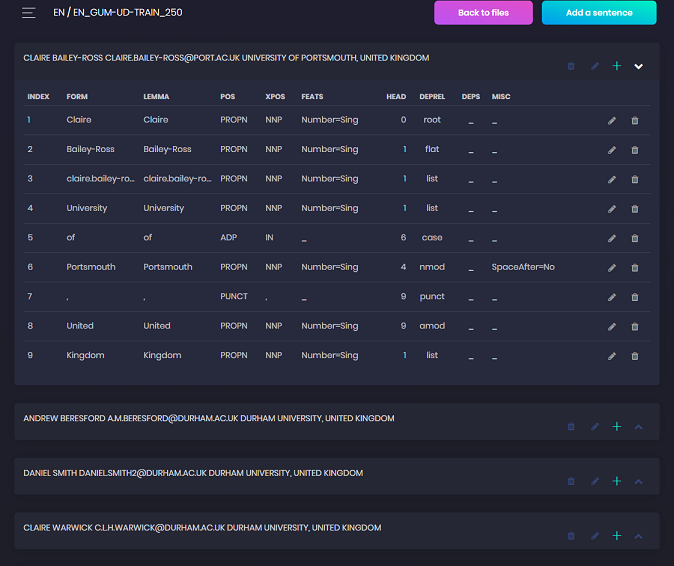 EN / EN_GUM-UD-TRAIN_250
Back to files
Add a sentence
CLAIRE BAILEY-ROSS CLAIRE.BAILEY-ROSS@PORT.AC.UK UNIVERSITY OF PORTSMOUTH, UNITED KINGDOM
INDEX FORM LEMMA POS XPOS FEATS HEAD DEPREL DEPS MISC
1 Claire Claire PROPN NNP Number=Sing 0 root _ _
2 Bailey-Ross Bailey-Ross PROPN NNP Number=Sing 1 flat _ _
3 claire.bailey-ro... claire.bailey-ro... PROPN NNP Number=Sing 1 list _ _
4 University University PROPN NNP Number=Sing 1 list _ _
5 of of ADP IN _ 6 case _ _
6 Portsmouth Portsmouth PROPN NNP Number=Sing 4 nmod _ SpaceAfter=No
7 , , PUNCT , _ 9 punct _ _
8 United United PROPN NNP Number=Sing 9 amod _ _
9 Kingdom Kingdom PROPN NNP Number=Sing 1 list _ _
ANDREW BERESFORD A.M.BERESFORD@DURHAM.AC.UK DURHAM UNIVERSITY, UNITED KINGDOM
DANIEL SMITH DANIEL.SMITH2@DURHAM.AC.UK DURHAM UNIVERSITY, UNITED KINGDOM
CLAIRE WARWICK C.L.H.WARWICK@DURHAM.AC.UK DURHAM UNIVERSITY, UNITED KINGDOM